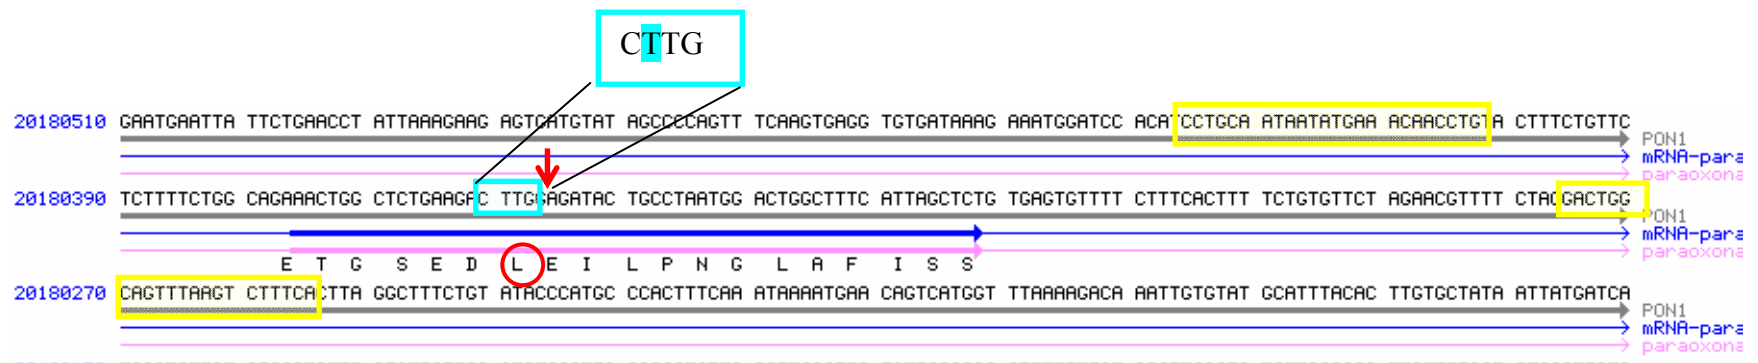 CTTG
20180510 GAATGAATTA TTCTGAACCT ATTAAAGAAG AGTGATGTAT AGCCCCAGTT TCAAGTGAGG TGTGATAAAG AAATGGATCC ACATCCTGCA ATAATATGAA ACAACCTGTA CTTTCTGTTC
PON1
mRNA-para
paraoxona
20180390 TCTTTTCTGG CAGAAACTGG CTCTGAAGAC TTGGAGATAC TGCCTAATGG ACTGGCTTTC ATTAGCTCTG TGAGTGTTTT CTTTCACTTT TCTGTGTTCT AGAACGTTTT CTACGACTGG
PON1
mRNA-para
paraoxona
E T G S E D L E I L P N G L A F I S S
20180270 CAGTTTAAGT CTTTCACTTA GGCTTTCTGT ATACCCATGC CCACTTTCAA ATAAAATGAA CAGTCATGGT TTAAAAGACA AATTGTGTAT GCATTTACAC TTGTGCTATA ATTATGATCA
PON1
mRNA-para
paraoxona